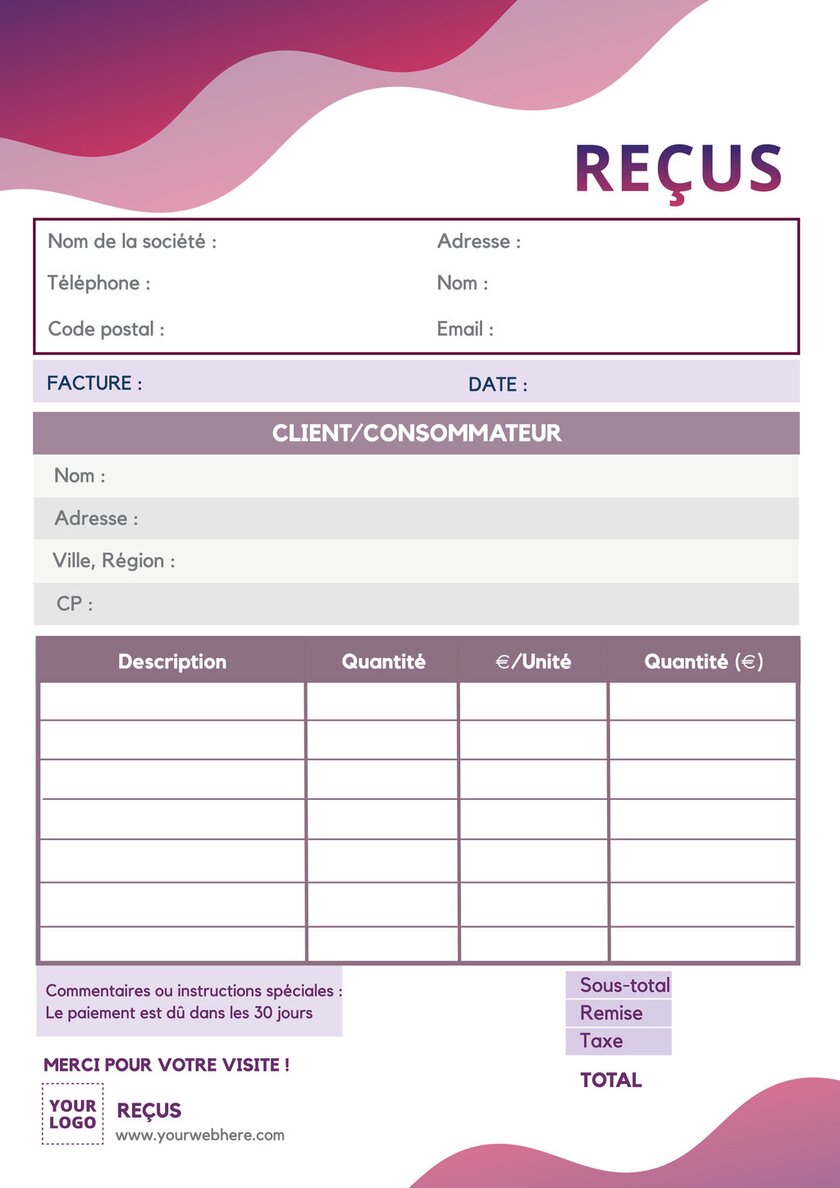 REÇUS
Nom de la société : Adresse :
Téléphone : Nom :
Code postal : Email :
FACTURE : DATE :
CLIENT/CONSOMMATEUR
Nom :
Adresse :
Ville, Région :
CP :
Description Quantité €/Unité Quantité (€)
Commentaires ou instructions spéciales :
Le paiement est dû dans les 30 jours
Sous-total
Remise
Taxe
TOTAL
MERCI POUR VOTRE VISITE !
YOUR
LOGO
REÇUS
www.yourwebhere.com